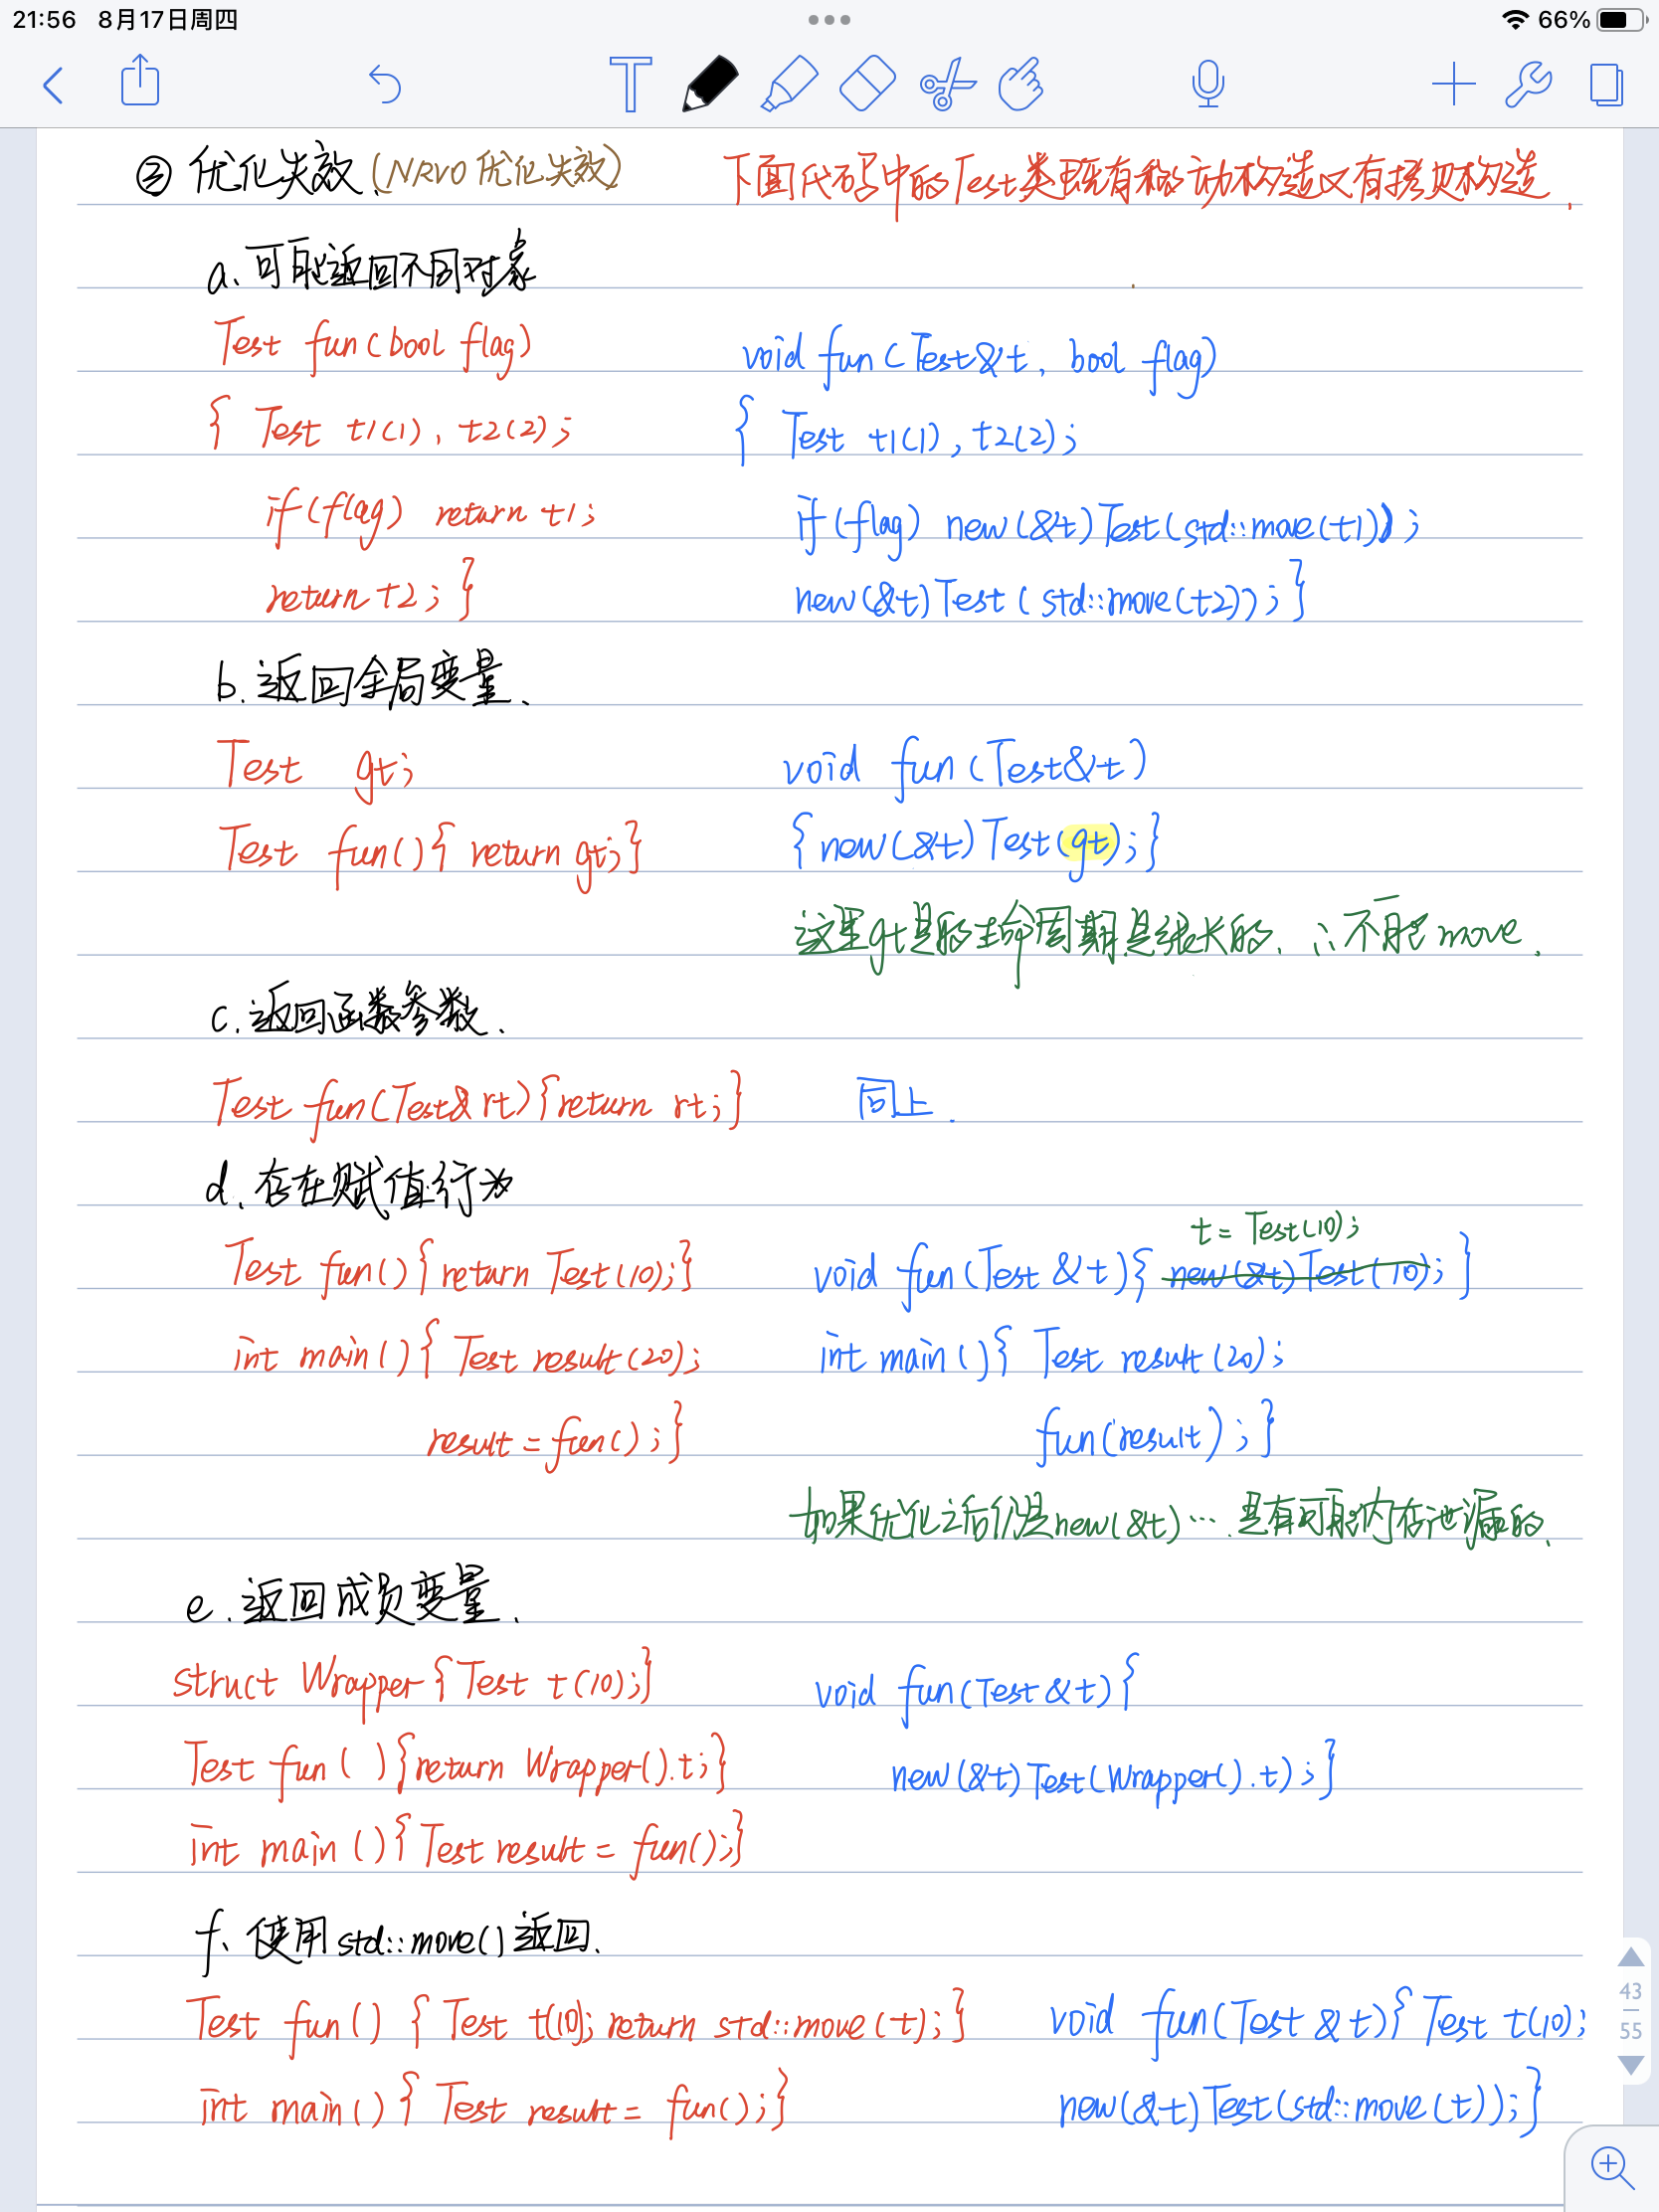 21:56 8月17日周四
66%
③ 优化失效、(NRVO 优化失效) 下面代码中的Test类既有移动构造又有拷贝构造.
a、可能返回不同对象
Test fun(bool flag) void fun(Test&t, bool flag)
{ Test t1(1), t2(2); { Test t1(1), t2(2);
if(flag) return t1; if(flag) new(&t)Test(std::move(t1));
return t2; } new(&t)Test(std::move(t2)); }
b.返回全局变量、
Test gt; void fun(Test&t)
Test fun(){ return gt;} {new(&t)Test(gt);}
这里gt是的生命周期是很长的、∴不能move.
c.返回函数参数、
Test fun(Test& rt){return rt;} 同上.
d、存在赋值行为
t = Test(10);
Test fun(){return Test(10);} void fun(Test &t){ new(&t)Test(10); }
int main(){ Test result(20); int main(){ Test result(20);
result = fun();} fun(result);}
如果优化之后仍是new(&t)… 是有可能内存泄漏的、
e.返回成员变量、
struct Wrapper{Test t(10);} void fun(Test &t){
Test fun( ){return Wrapper().t;} new(&t)Test(Wrapper().t);}
int main(){Test result = fun();}
f、使用std::move()返回.
Test fun() { Test t(10); return std::move(t);} void fun(Test &t){ Test t(10);
int main(){ Test result = fun();} new(&t)Test(std::move(t));}
43
55